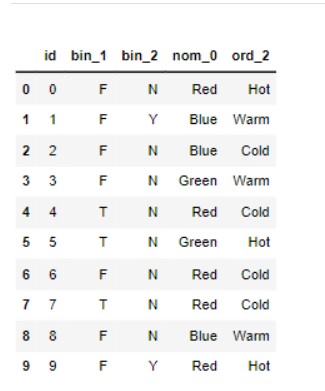 id bin_1 bin_2 nom_0 ord_2
0 0 F N Red Hot
1 1 F Y Blue Warm
2 2 F N Blue Cold
3 3 F N Green Warm
4 4 T N Red Cold
5 5 T N Green Hot
6 6 F N Red Cold
7 7 T N Red Cold
8 8 F N Blue Warm
9 9 F Y Red Hot